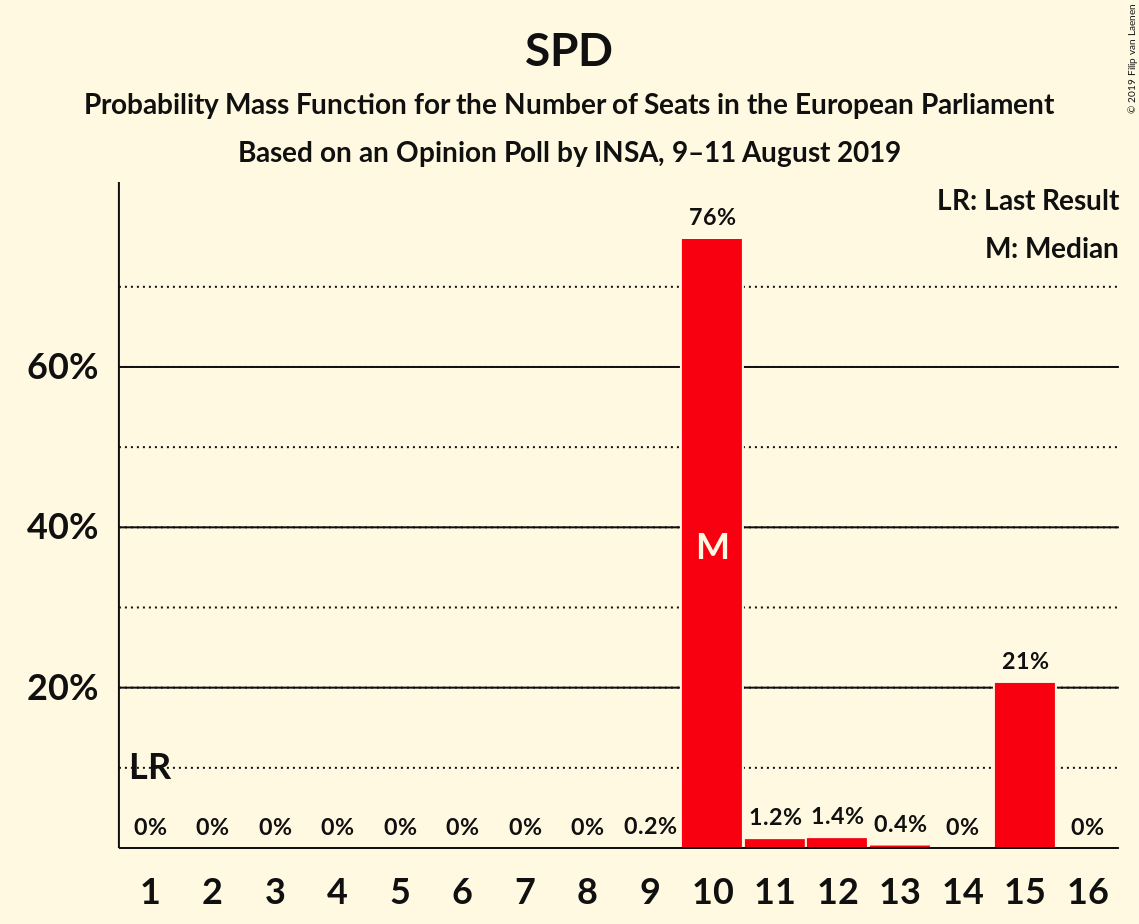 SPD
Probability Mass Function for the Number of Seats in the European Parliament
Based on an Opinion Poll by INSA, 9–11 August 2019
© 2019 Filip van Laenen
LR: Last Result
M: Median
76%
60%
40%
M
21%
20%
LR
0% 0% 0% 0% 0% 0% 0% 0% 0.2% 1.2% 1.4% 0.4% 0% 0%
1 2 3 4 5 6 7 8 9 10 11 12 13 14 15 16